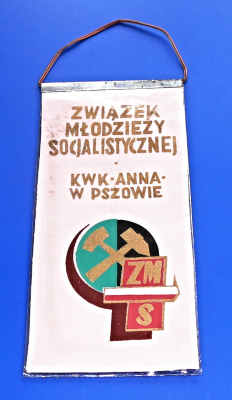 ZWIĄZEK
MŁODZIEŻY
SOCJALISTYCZNEJ
KWK·ANNA·
W PSZOWIE
ZM
S